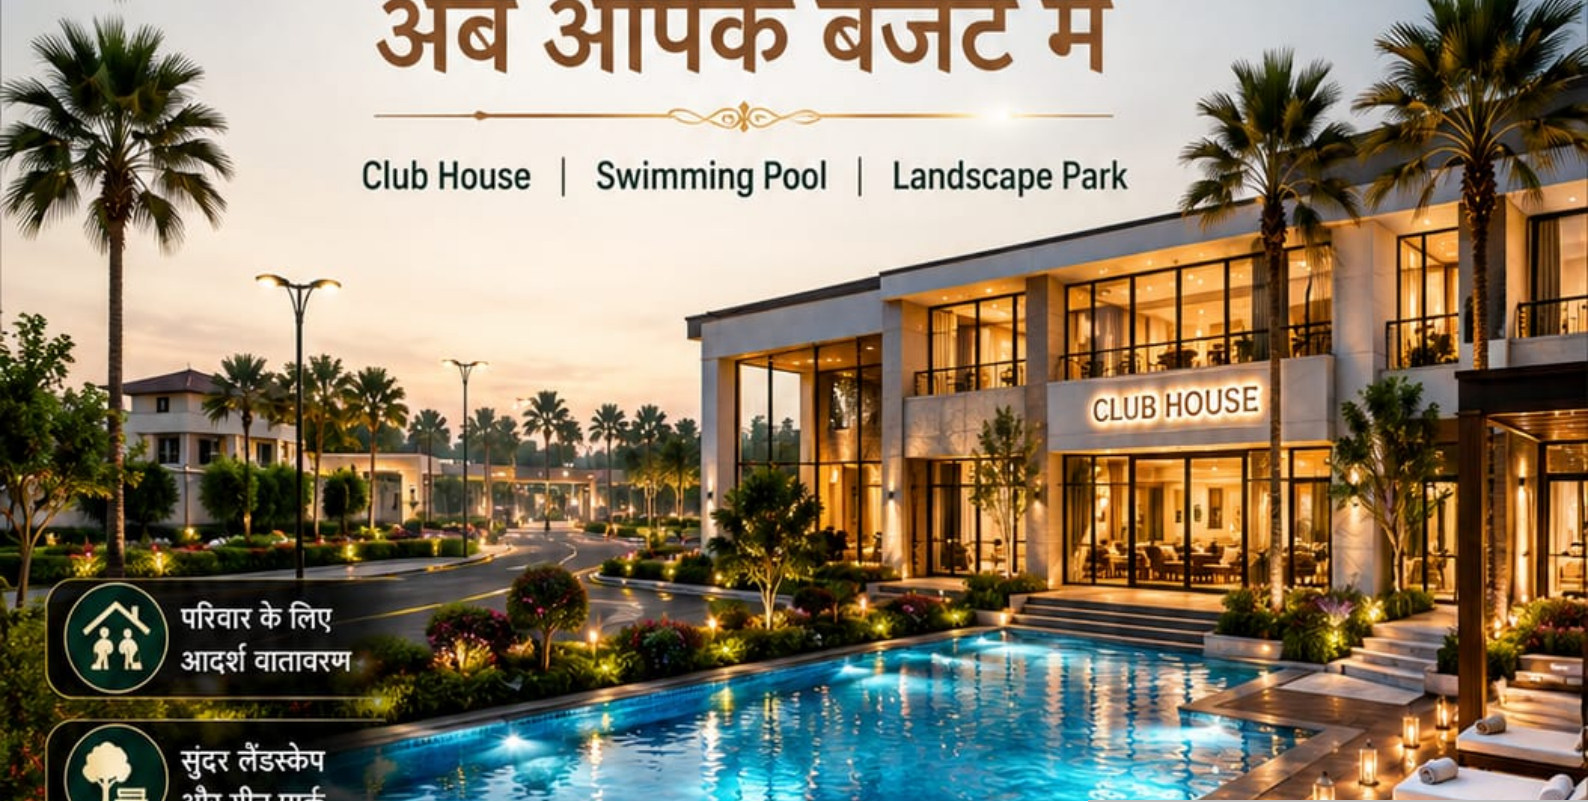 अब आपके बजट में
Club House | Swimming Pool | Landscape Park
CLUB HOUSE
परिवार के लिए
आदर्श वातावरण
सुंदर लैंडस्केप